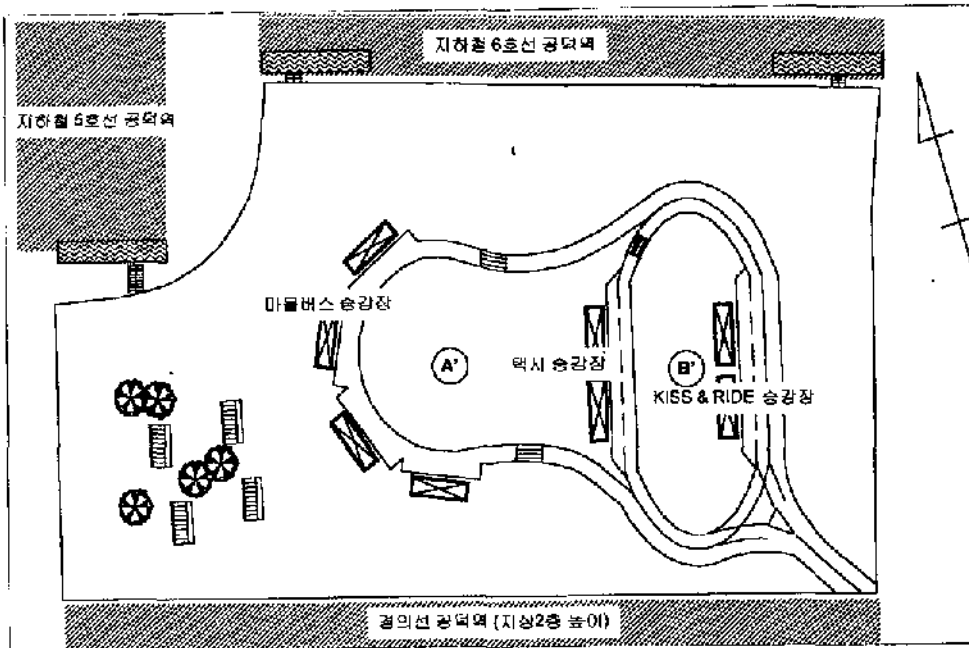 지하철 6호선 공덕역
지하철 5호선 공덕역
마을버스 승강장
택시 승강장
A'
B'
KISS & RIDE 승강장
경의선 공덕역 (지상2층 높이)